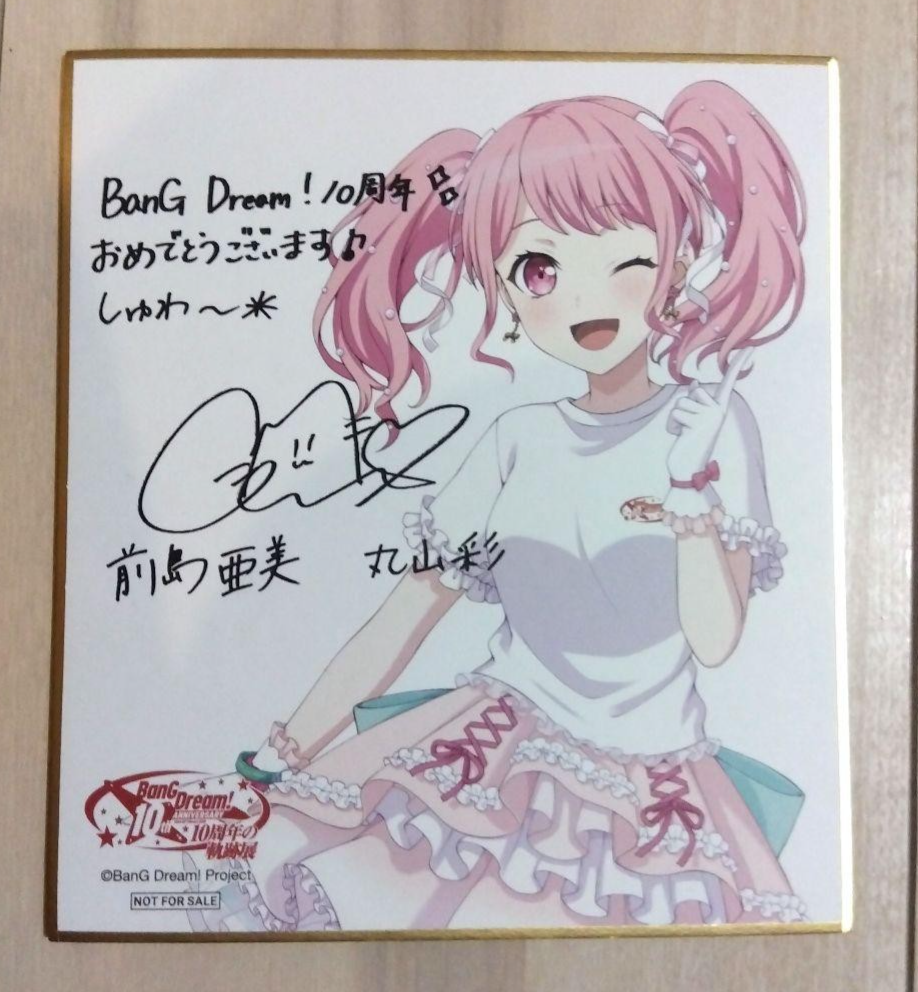 BanG Dream! 10周年
おめでとうございます♪
しゅわ〜
前島亜美 丸山彩
BanG Dream!
10th ANNIVERSARY
10周年の
軌跡展
©BanG Dream! Project
NOT FOR SALE